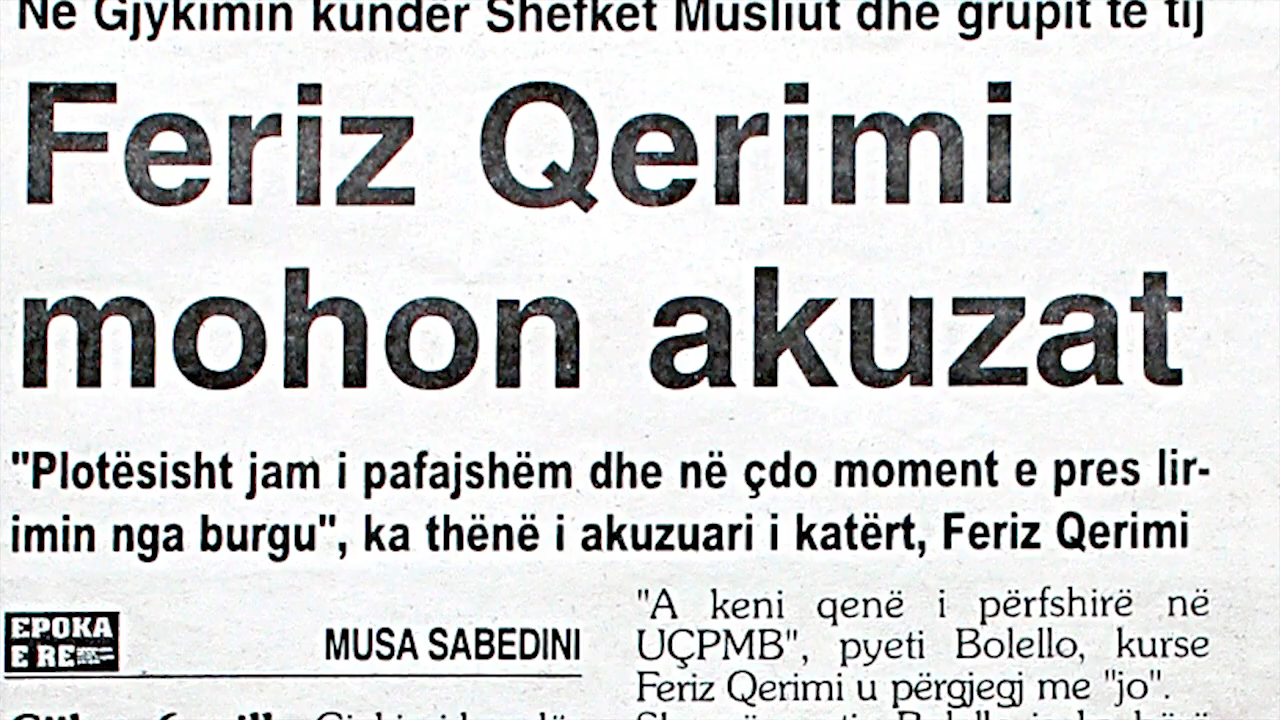 Në Gjykimin kundër Shefket Musliut dhe grupit të tij
Feriz Qerimi
mohon akuzat
"Plotësisht jam i pafajshëm dhe në çdo moment e pres lir-
imin nga burgu", ka thënë i akuzuari i katërt, Feriz Qerimi
EPOKA
E RE
MUSA SABEDINI
"A keni qenë i përfshirë në
UÇPMB", pyeti Bolello, kurse
Feriz Qerimi u përgjegj me "jo".